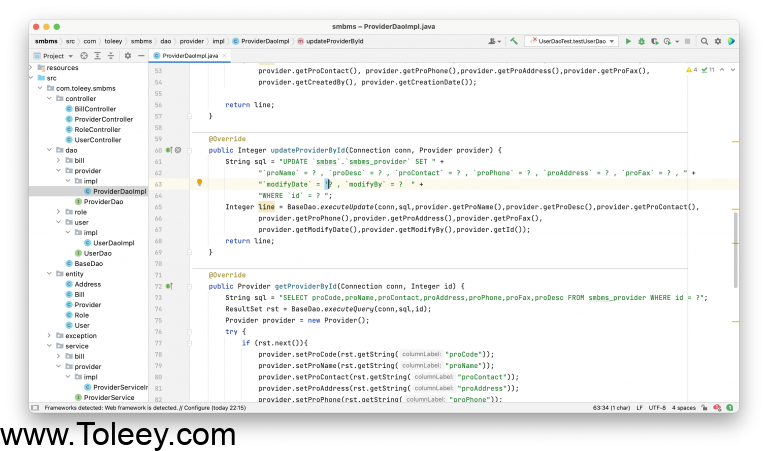 smbms – ProviderDaoImpl.java
smbms src com toleey smbms dao provider impl ProviderDaoImpl updateProviderById UserDaoTest.testUserDao
Project ProviderDaoImpl.java
resources
src
com.toleey.smbms
controller
BillController
ProviderController
RoleController
UserController
dao
bill
provider
impl
ProviderDaoImpl
ProviderDao
role
user
impl
UserDaoImpl
UserDao
BaseDao
entity
Address
Bill
Provider
Role
User
exception
service
bill
provider
impl
ProviderServiceIn
ProviderService
4 11
53 provider.getProContact(), provider.getProPhone(),provider.getProAddress(),provider.getProFax(),
54 provider.getCreatedBy(), provider.getCreationDate());
55
56 return line;
57 }
58
59 @Override
60 public Integer updateProviderById(Connection conn, Provider provider) {
61 String sql = "UPDATE `smbms`.`smbms_provider` SET " +
62 "`proName` = ? , `proDesc` = ? , `proContact` = ? , `proPhone` = ? , `proAddress` = ? , `proFax` = ? , " +
63 "`modifyDate` = '? , `modifyBy` = ?  " +
64 "WHERE `id` = ? ";
65 Integer line = BaseDao.executeUpdate(conn,sql,provider.getProName(),provider.getProDesc(),provider.getProContact(),
66 provider.getProPhone(),provider.getProAddress(),provider.getProFax(),
67 provider.getModifyDate(),provider.getModifyBy(),provider.getId());
68 return line;
69 }
70
71 @Override
72 public Provider getProviderById(Connection conn, Integer id) {
73 String sql = "SELECT proCode,proName,proContact,proAddress,proPhone,proFax,proDesc FROM smbms_provider WHERE id = ?";
74 ResultSet rst = BaseDao.executeQuery(conn,sql,id);
75 Provider provider = new Provider();
76 try {
77 if (rst.next()){
78 provider.setProCode(rst.getString( columnLabel: "proCode"));
79 provider.setProName(rst.getString( columnLabel: "proName"));
80 provider.setProContact(rst.getString( columnLabel: "proContact"));
81 provider.setProAddress(rst.getString( columnLabel: "proAddress"));
82 provider.setProPhone(rst.getString( columnLabel: "proPhone"));
Frameworks detected: Web framework is detected. // Configure (today 22:15) 63:34 (1 char) LF UTF-8 4 spaces
www.Toleey.com